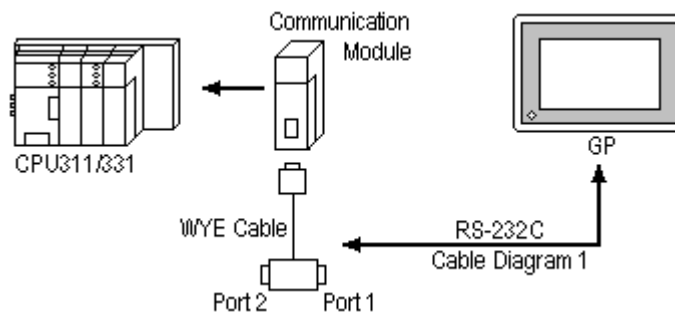 Communication
Module
CPU311/331
GP
WYE Cable
RS-232C
Cable Diagram 1
Port 2
Port 1